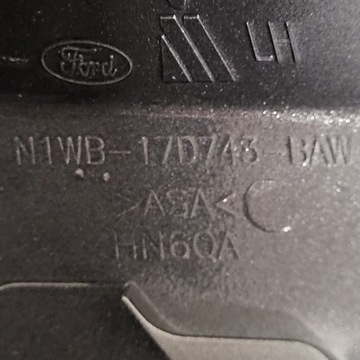 Ford LH
N1WB-17D743-BAW
>ASA<
HN6QA